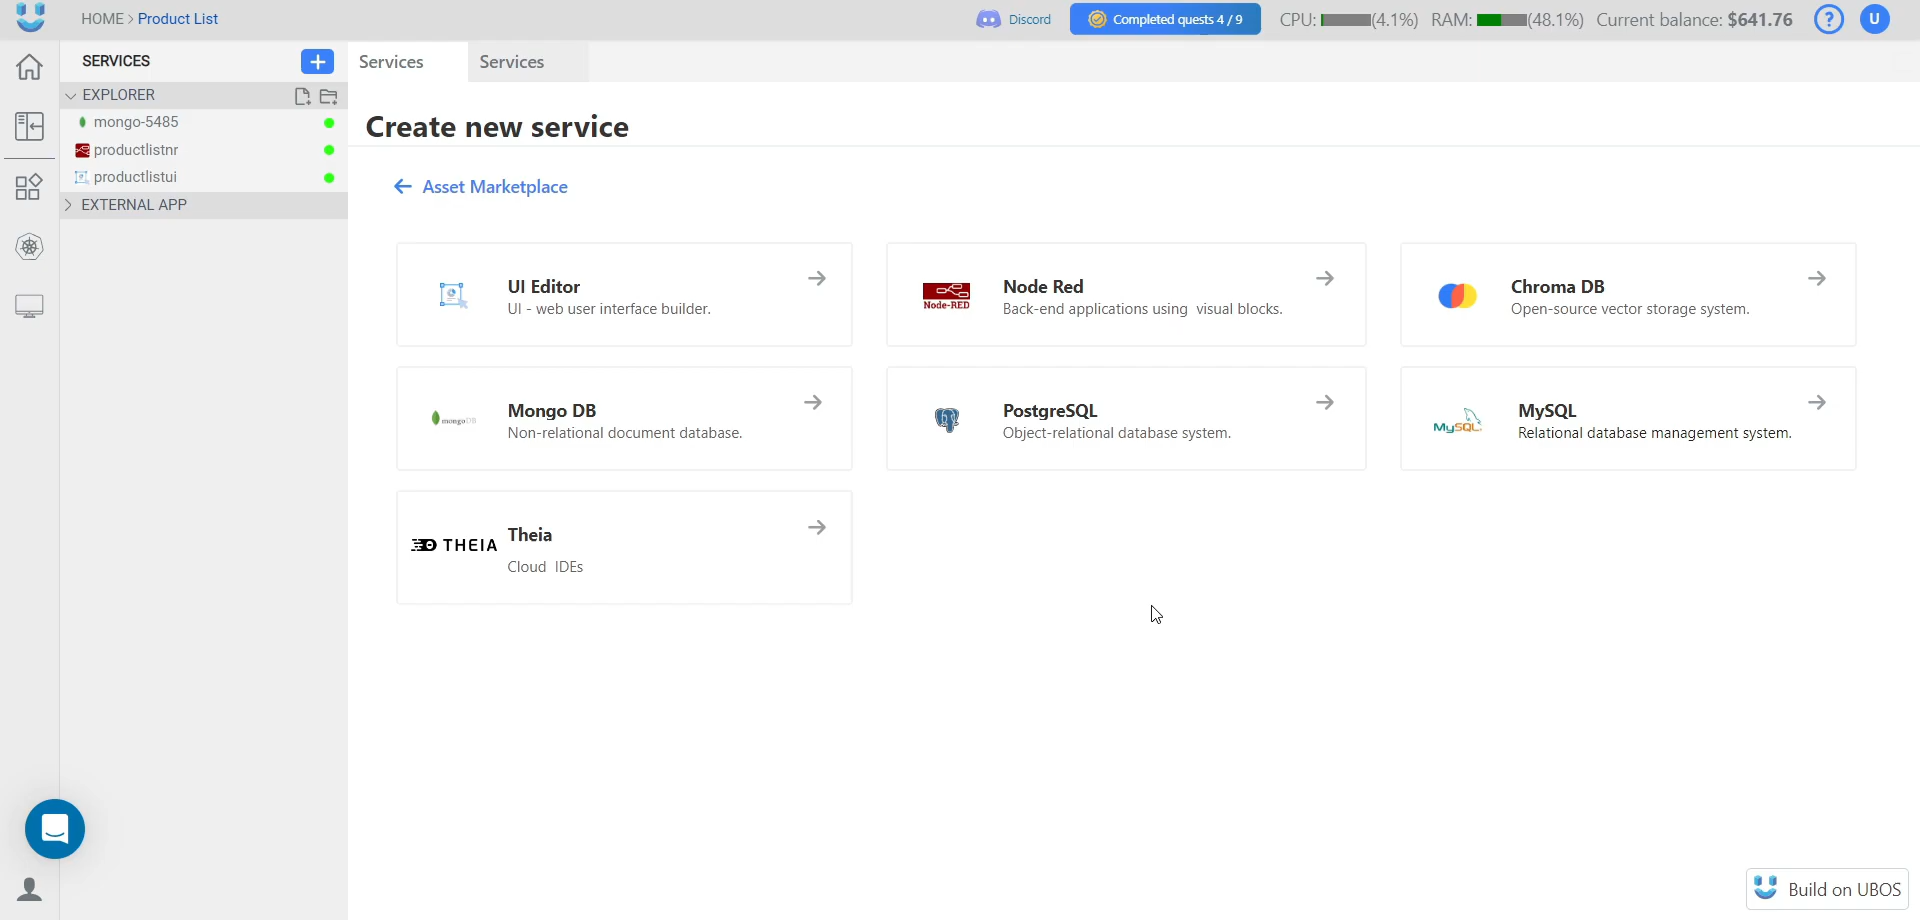 HOME > Product List
Discord
Completed quests 4 / 9
CPU: (4.1%) RAM: (48.1%) Current balance: $641.76
?
U
SERVICES
+
Services
Services
EXPLORER
mongo-5485
productlistnr
productlistui
EXTERNAL APP
Create new service
← Asset Marketplace
UI Editor
UI - web user interface builder.
Node-RED
Node Red
Back-end applications using visual blocks.
Chroma DB
Open-source vector storage system.
mongoDB
Mongo DB
Non-relational document database.
PostgreSQL
Object-relational database system.
MySQL
MySQL
Relational database management system.
THEIA
Theia
Cloud IDEs
Build on UBOS